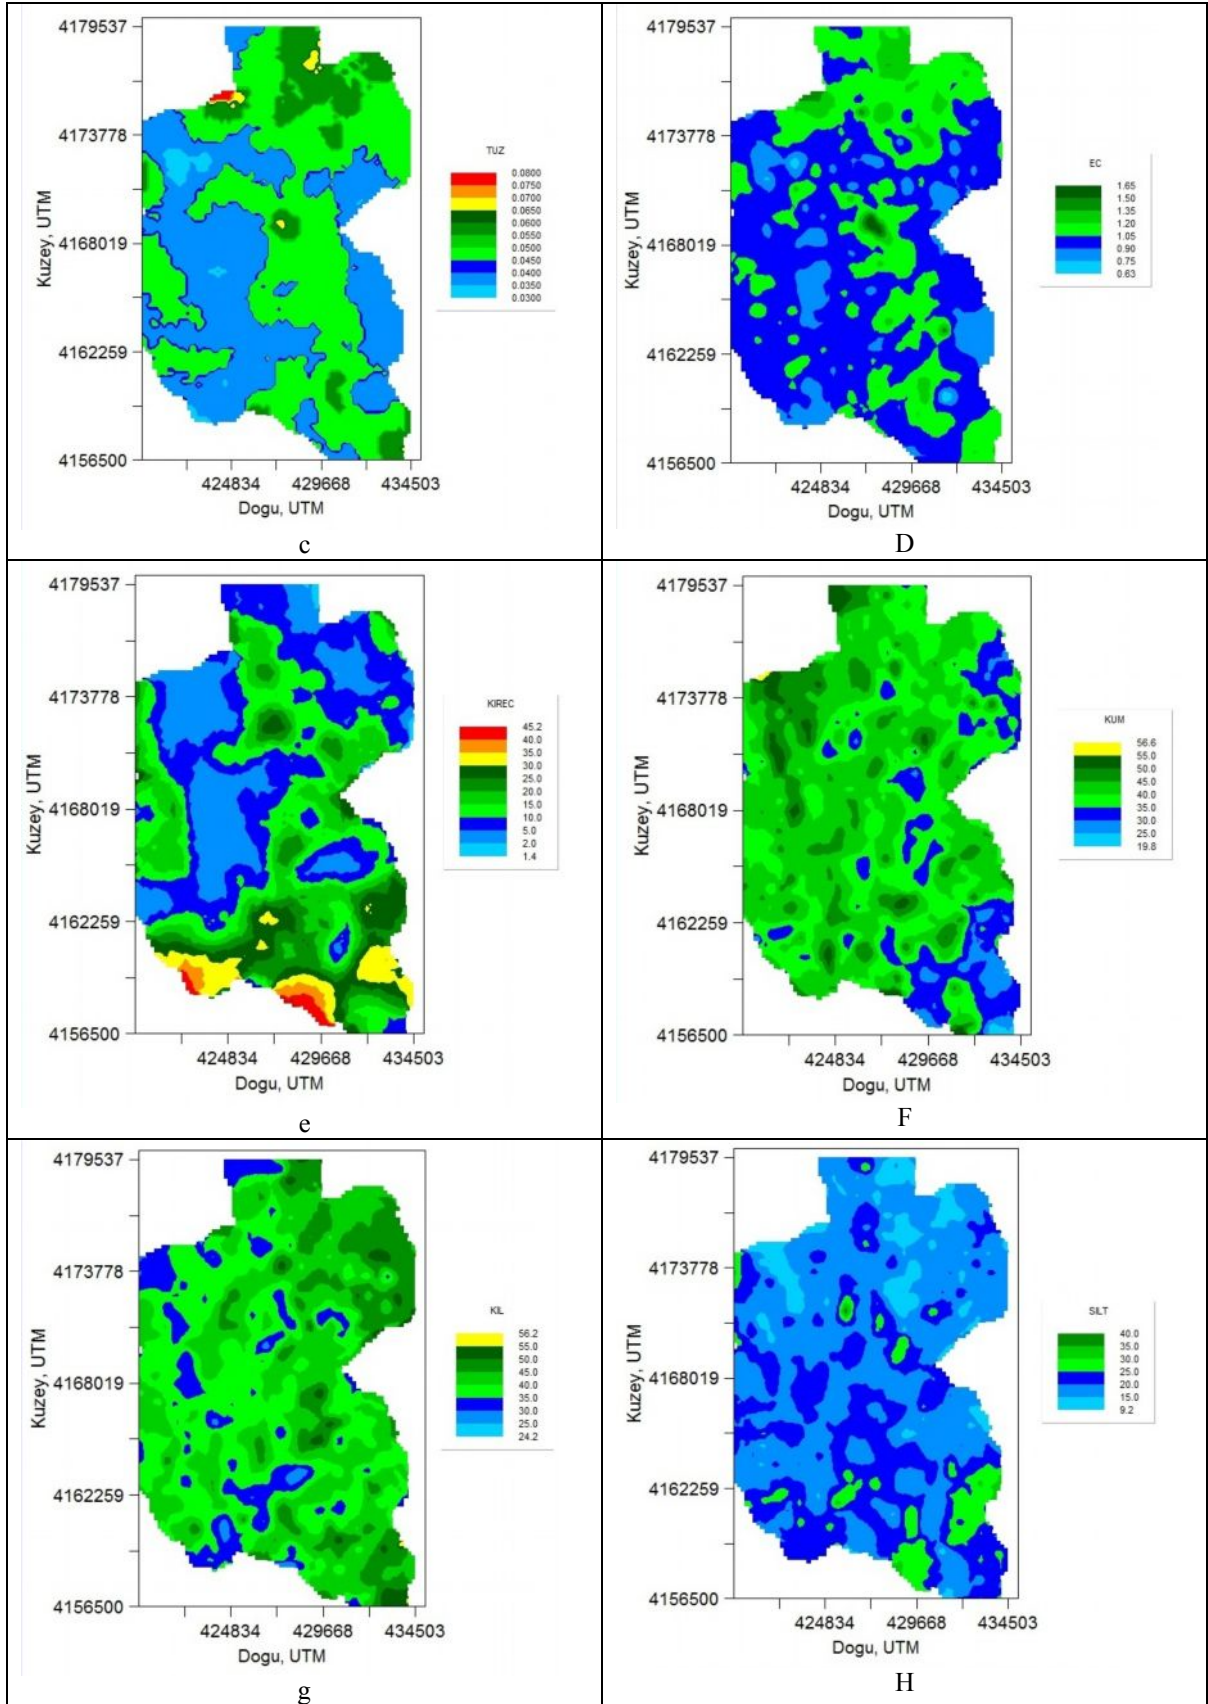 4179537
4173778
4168019
4162259
4156500
Kuzey, UTM
424834 429668 434503
Dogu, UTM
TUZ
0.0800
0.0750
0.0700
0.0650
0.0600
0.0550
0.0500
0.0450
0.0400
0.0350
0.0300
c
4179537
4173778
4168019
4162259
4156500
Kuzey, UTM
424834 429668 434503
Dogu, UTM
EC
1.65
1.50
1.35
1.20
1.05
0.90
0.75
0.63
D
4179537
4173778
4168019
4162259
4156500
Kuzey, UTM
424834 429668 434503
Dogu, UTM
KIREC
45.2
40.0
35.0
30.0
25.0
20.0
15.0
10.0
5.0
2.0
1.4
e
4179537
4173778
4168019
4162259
4156500
Kuzey, UTM
424834 429668 434503
Dogu, UTM
KUM
56.6
55.0
50.0
45.0
40.0
35.0
30.0
25.0
19.8
F
4179537
4173778
4168019
4162259
4156500
Kuzey, UTM
424834 429668 434503
Dogu, UTM
KIL
56.2
55.0
50.0
45.0
40.0
35.0
30.0
25.0
24.2
g
4179537
4173778
4168019
4162259
4156500
Kuzey, UTM
424834 429668 434503
Dogu, UTM
SILT
40.0
35.0
30.0
25.0
20.0
15.0
9.2
H